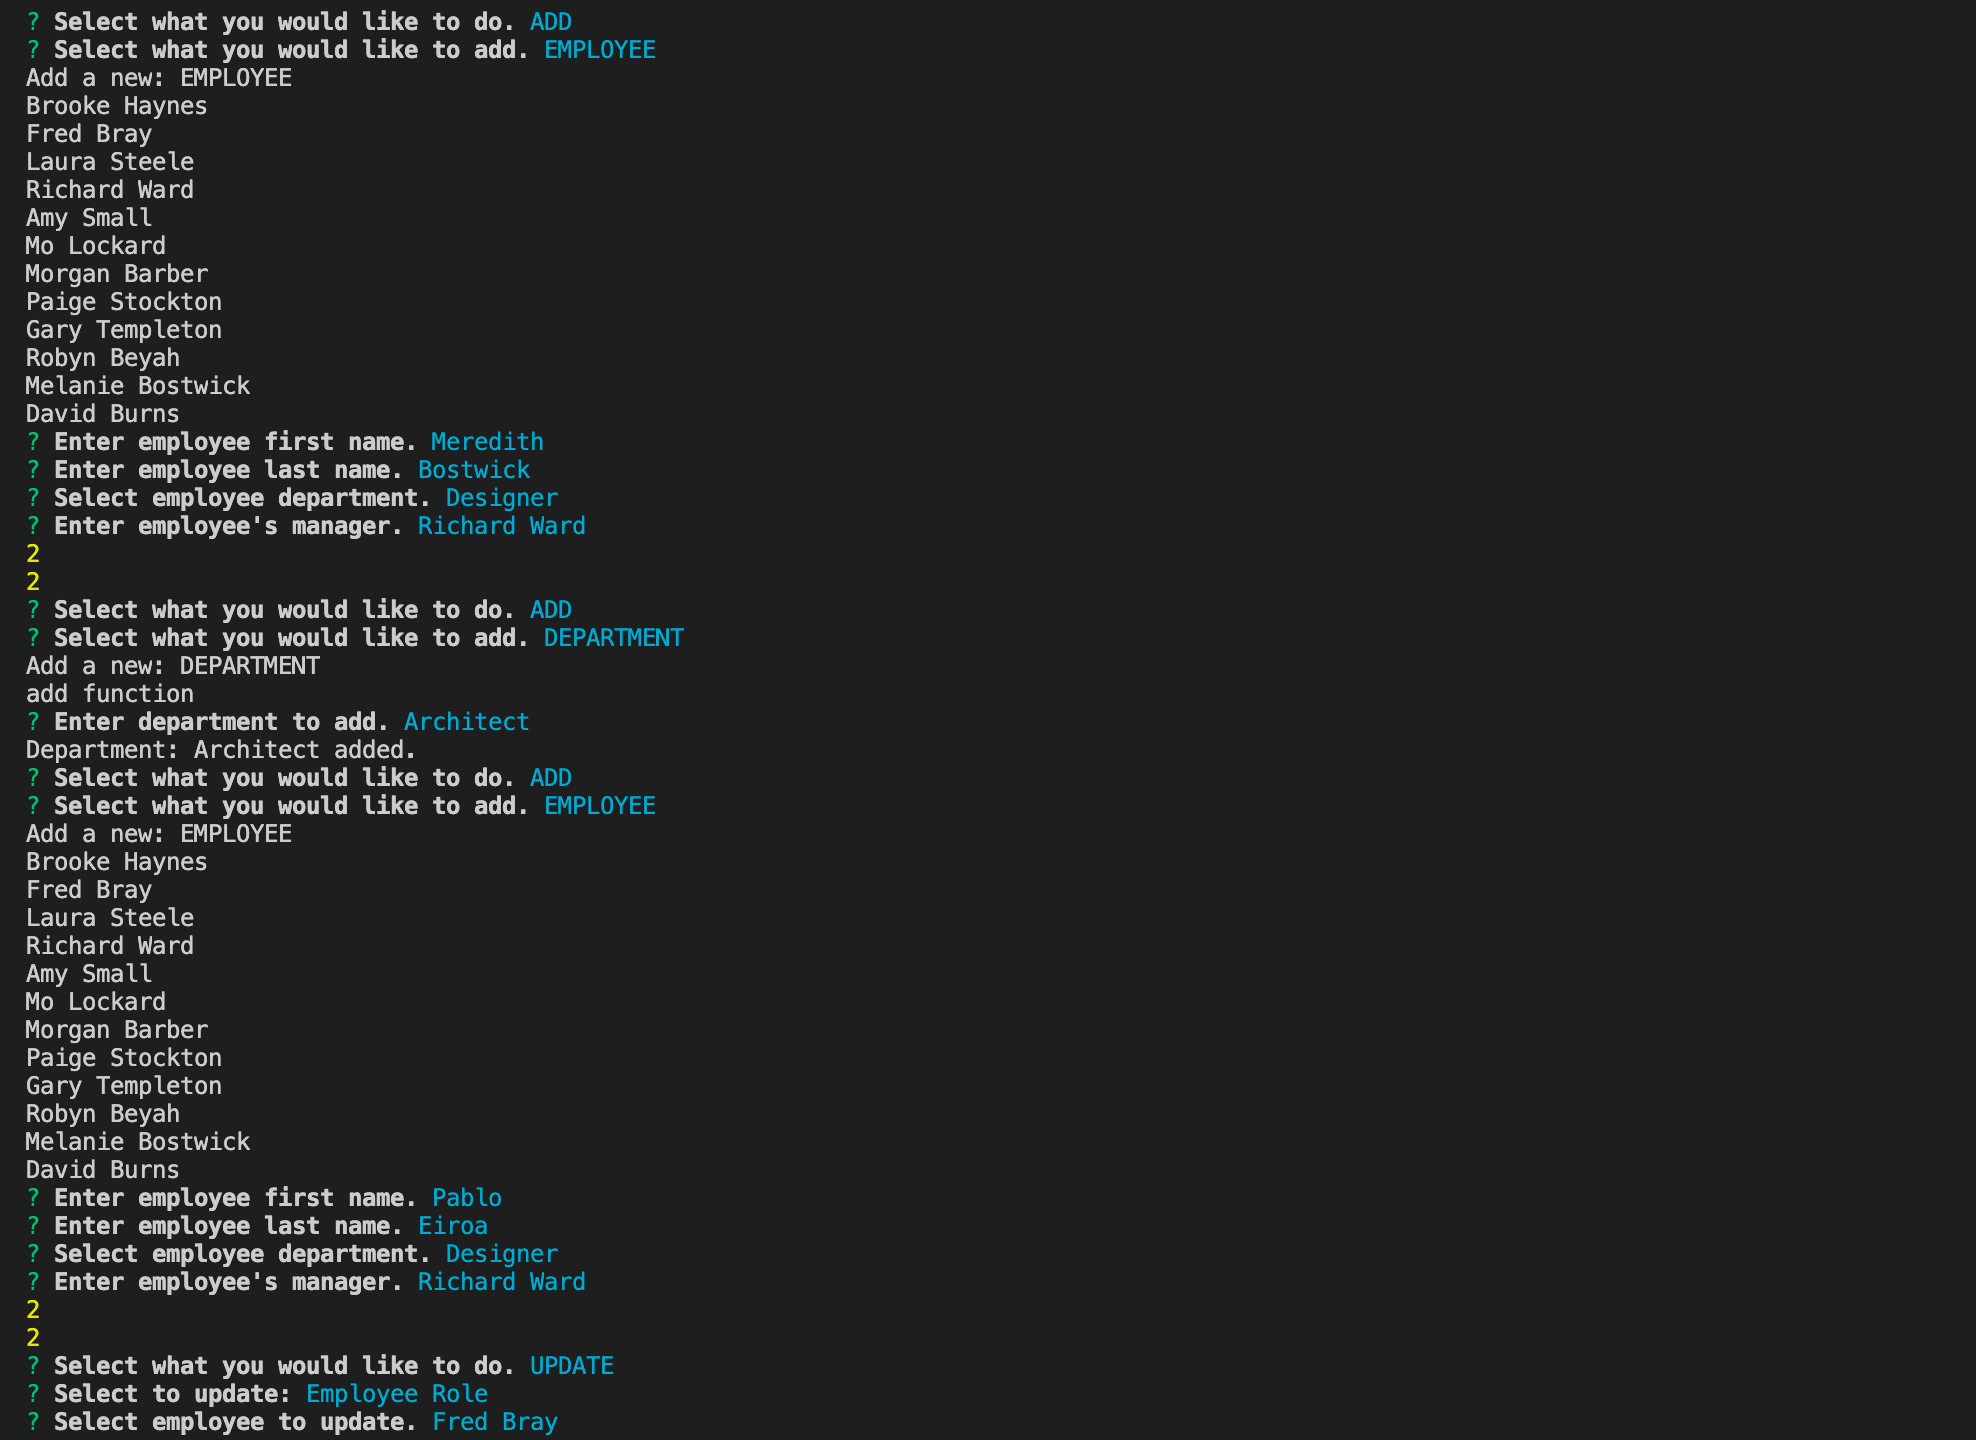 ? Select what you would like to do. ADD
? Select what you would like to add. EMPLOYEE
Add a new: EMPLOYEE
Brooke Haynes
Fred Bray
Laura Steele
Richard Ward
Amy Small
Mo Lockard
Morgan Barber
Paige Stockton
Gary Templeton
Robyn Beyah
Melanie Bostwick
David Burns
? Enter employee first name. Meredith
? Enter employee last name. Bostwick
? Select employee department. Designer
? Enter employee's manager. Richard Ward
2
2
? Select what you would like to do. ADD
? Select what you would like to add. DEPARTMENT
Add a new: DEPARTMENT
add function
? Enter department to add. Architect
Department: Architect added.
? Select what you would like to do. ADD
? Select what you would like to add. EMPLOYEE
Add a new: EMPLOYEE
Brooke Haynes
Fred Bray
Laura Steele
Richard Ward
Amy Small
Mo Lockard
Morgan Barber
Paige Stockton
Gary Templeton
Robyn Beyah
Melanie Bostwick
David Burns
? Enter employee first name. Pablo
? Enter employee last name. Eiroa
? Select employee department. Designer
? Enter employee's manager. Richard Ward
2
2
? Select what you would like to do. UPDATE
? Select to update: Employee Role
? Select employee to update. Fred Bray